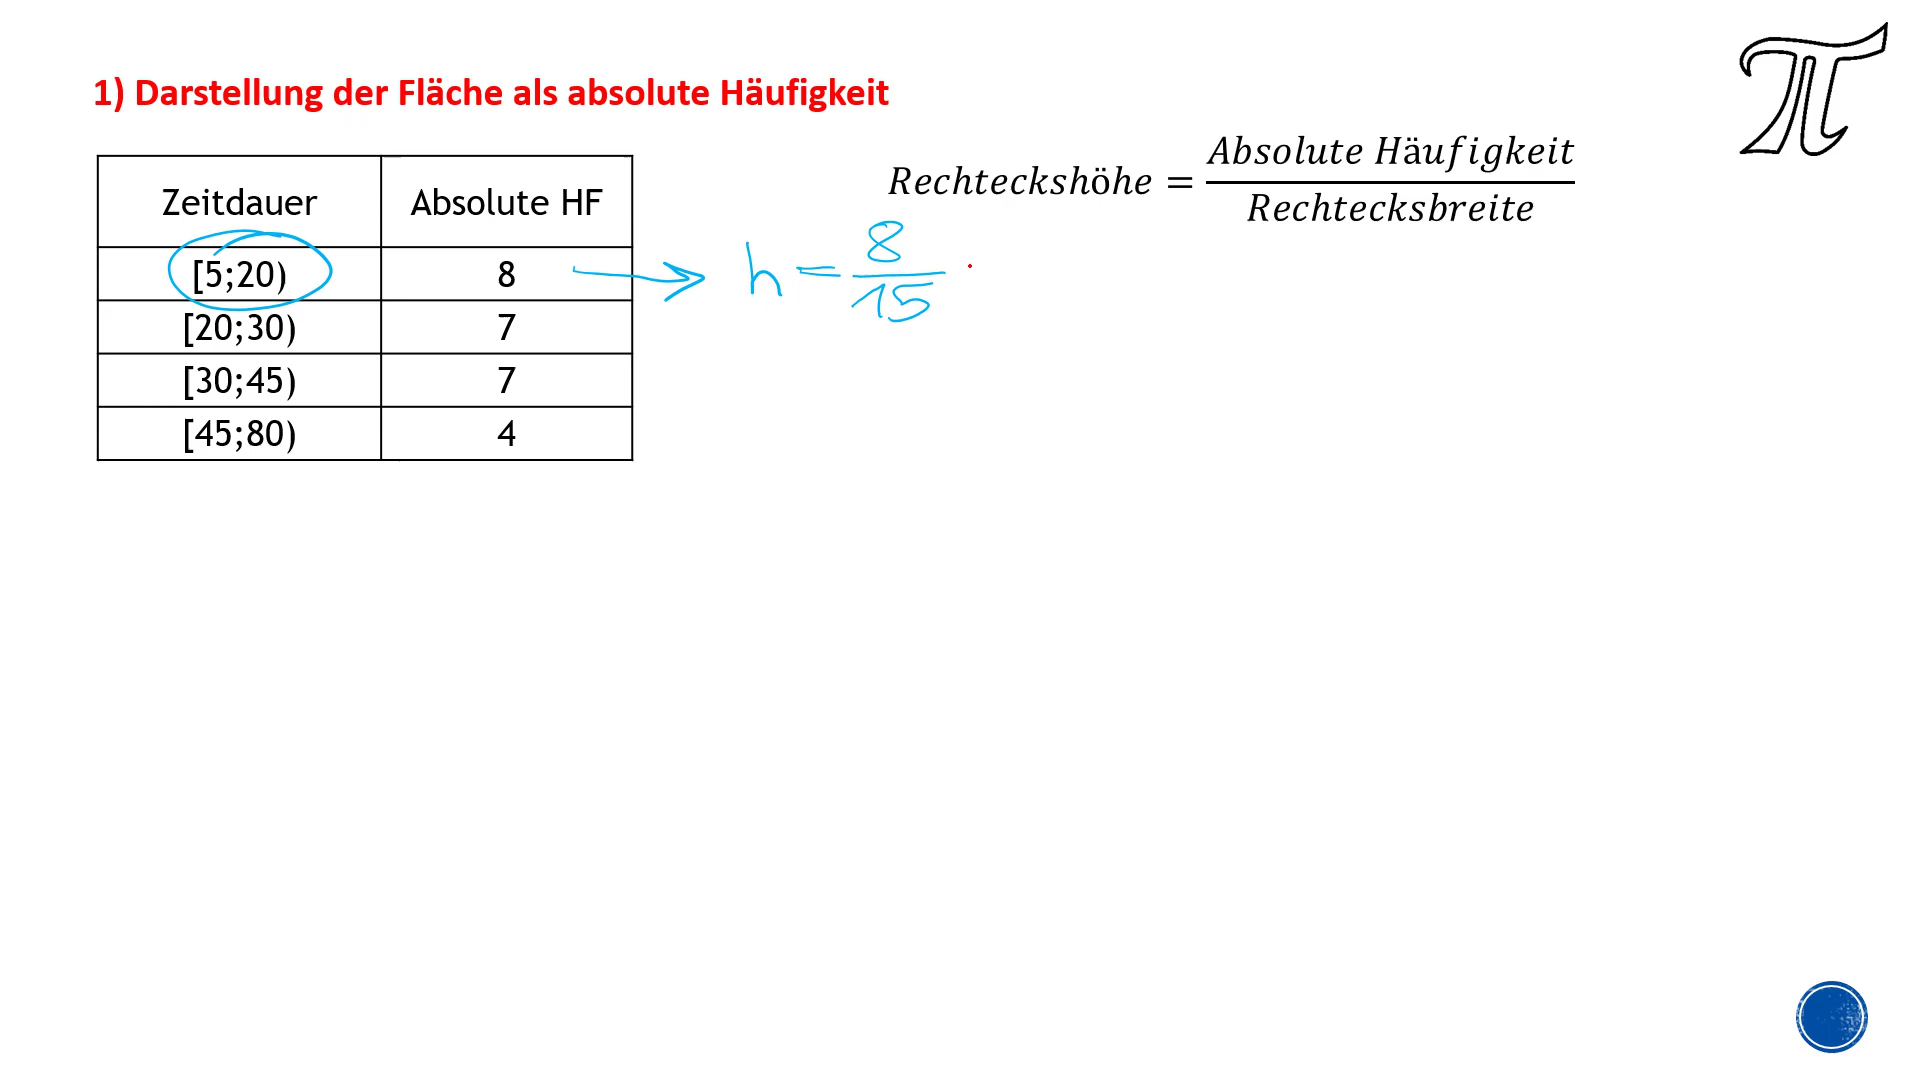 1) Darstellung der Fläche als absolute Häufigkeit
Zeitdauer Absolute HF
[5;20) 8
[20;30) 7
[30;45) 7
[45;80) 4
Rechteckshöhe = Absolute Häufigkeit / Rechtecksbreite
h = 8 / 15
π